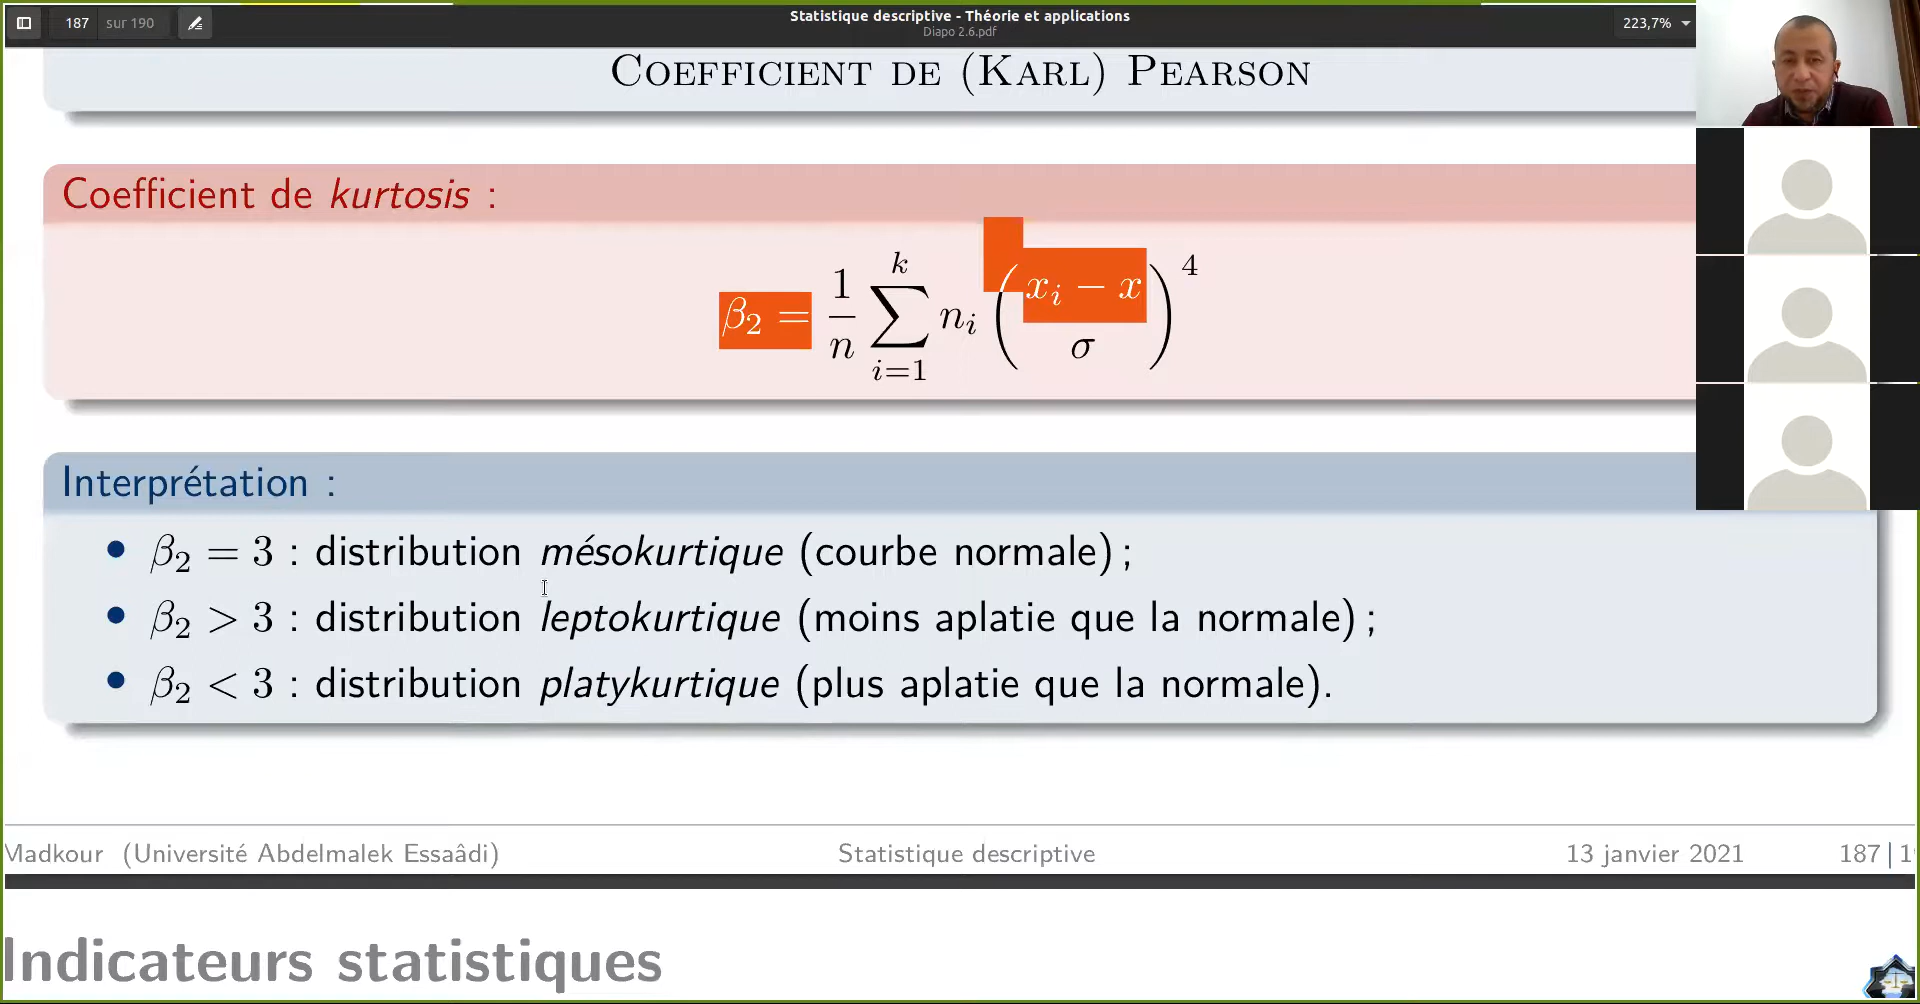 187 sur 190
Statistique descriptive - Théorie et applications
Diapo 2.6.pdf
223,7%
Coefficient de (Karl) Pearson
Coefficient de kurtosis :
β₂ = 1/n ∑_{i=1}^{k} n_i ( (x_i − x) / σ )^4
Interprétation :
• β₂ = 3 : distribution mésokurtique (courbe normale) ;
• β₂ > 3 : distribution leptokurtique (moins aplatie que la normale) ;
• β₂ < 3 : distribution platykurtique (plus aplatie que la normale).
Madkour (Université Abdelmalek Essaâdi) Statistique descriptive 13 janvier 2021 187 | 1
Indicateurs statistiques